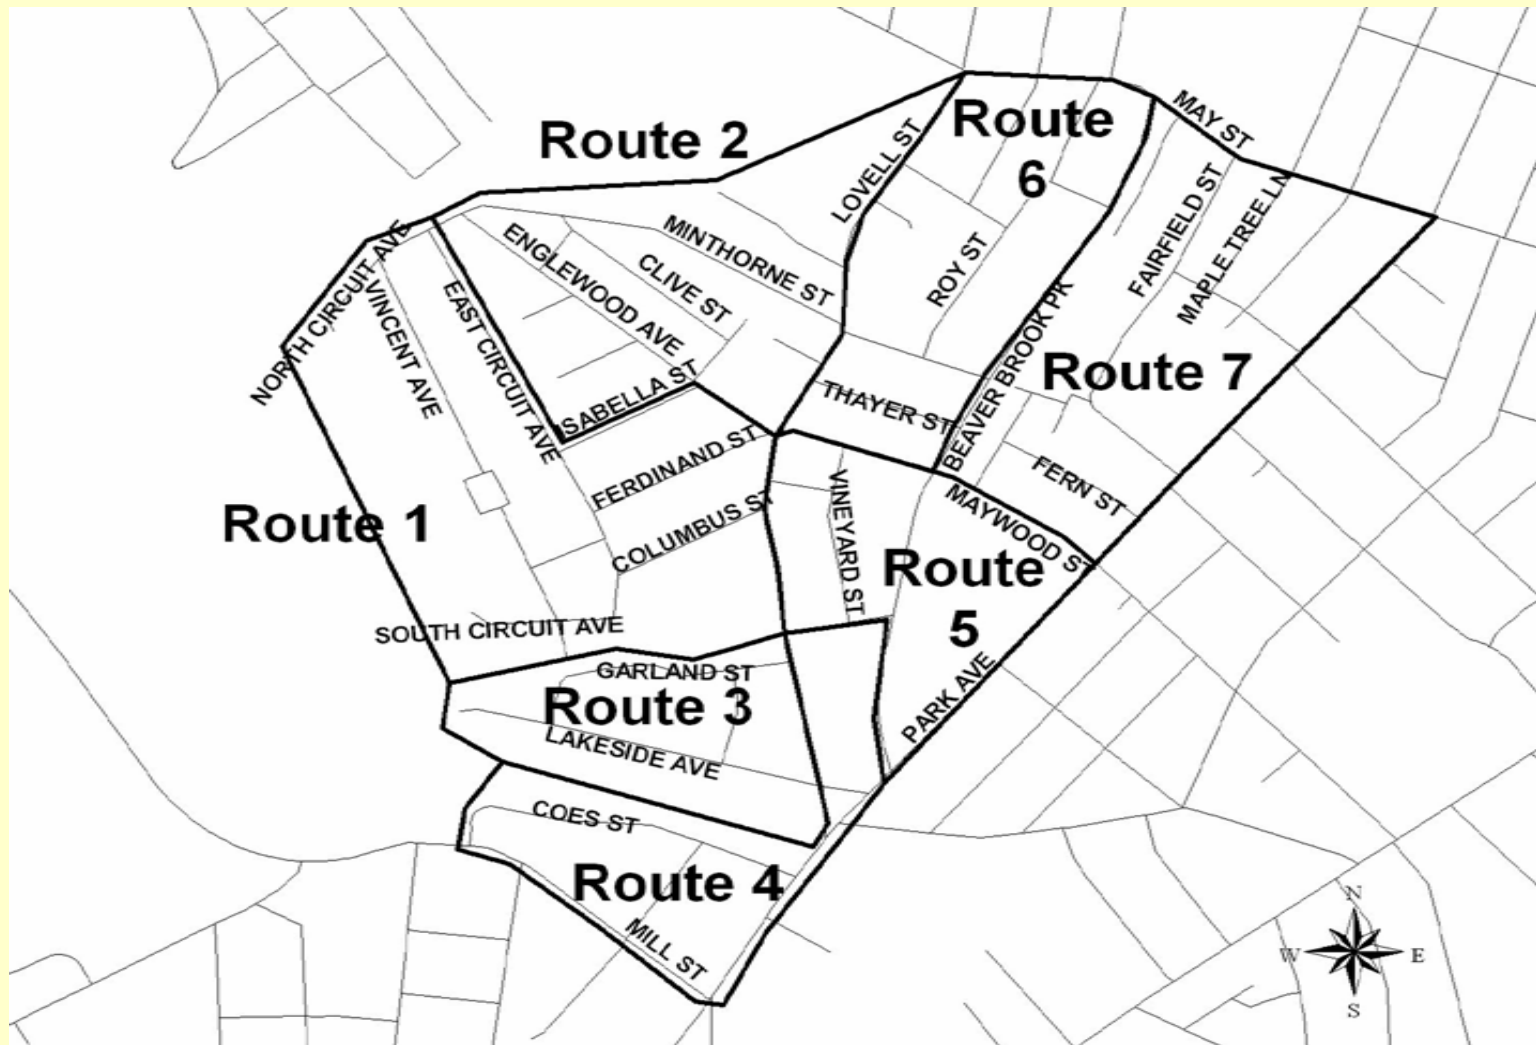 MAY ST
Route
6
Route 2
LOVELL ST
FAIRFIELD ST
MAPLE TREE LN
NORTH CIRCUIT AVE
MINTHORNE ST
ENGLEWOOD AVE
CLIVE ST
ROY ST
VINCENT AVE
EAST CIRCUIT AVE
BEAVER BROOK PK
Route 7
ISABELLA ST
THAYER ST
FERDINAND ST
FERN ST
VINEYARD ST
MAYWOOD ST
COLUMBUS ST
Route 1
Route
5
SOUTH CIRCUIT AVE
GARLAND ST
PARK AVE
Route 3
LAKESIDE AVE
COES ST
Route 4
MILL ST
N
W
E
S